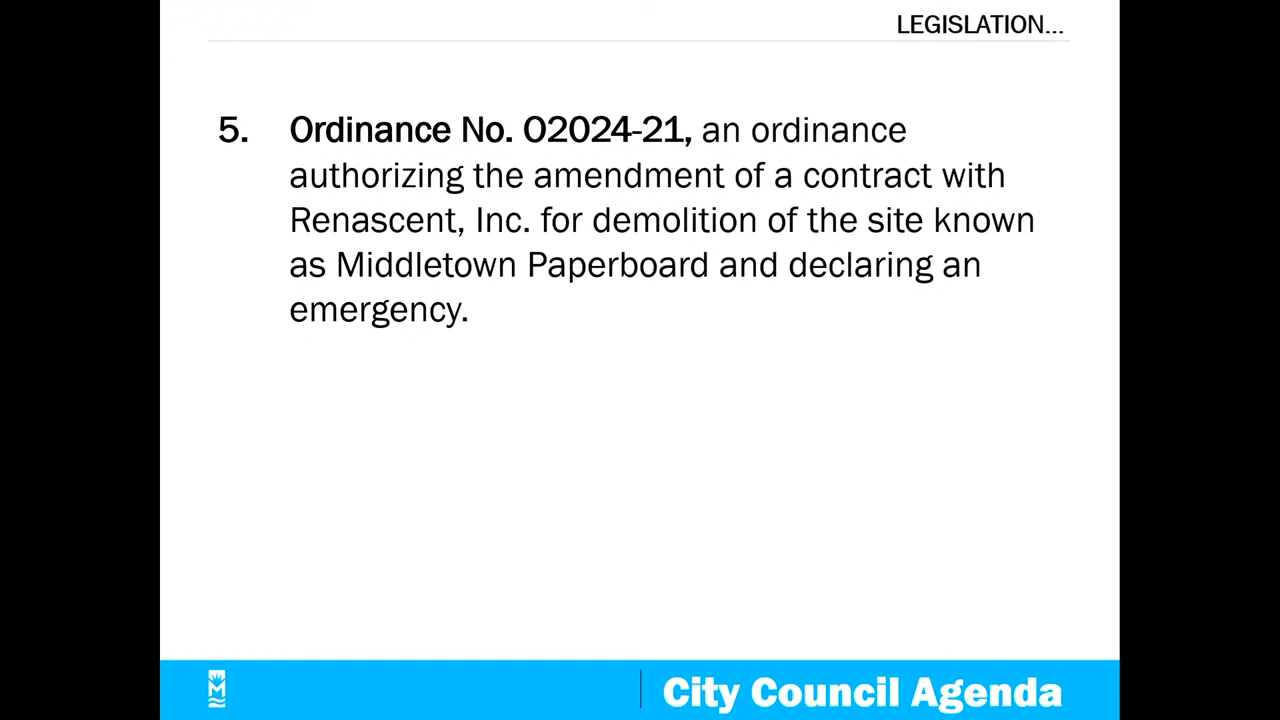 LEGISLATION...
5. Ordinance No. O2024-21, an ordinance
authorizing the amendment of a contract with
Renascent, Inc. for demolition of the site known
as Middletown Paperboard and declaring an
emergency.
M
City Council Agenda